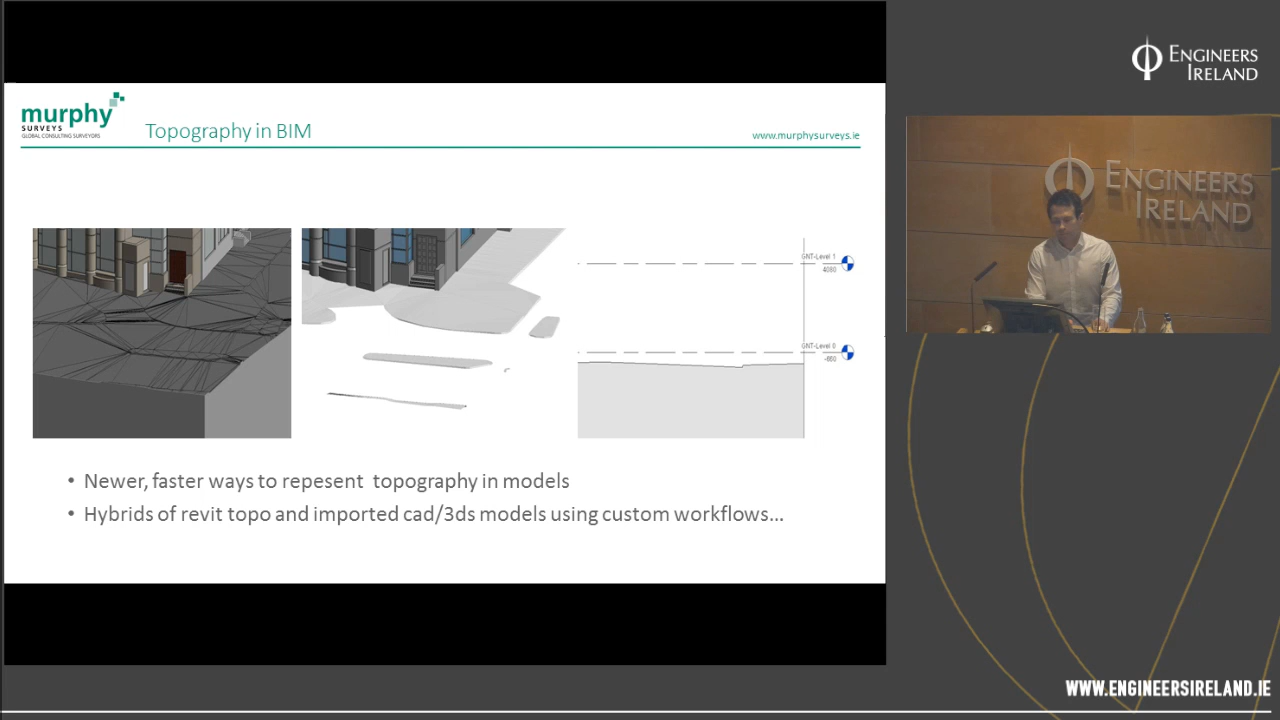 murphy
SURVEYS
GLOBAL CONSULTING SURVEYORS
Topography in BIM
www.murphysurveys.ie
GNT-Level 1
4080
GNT-Level 0
-660
• Newer, faster ways to repesent topography in models
• Hybrids of revit topo and imported cad/3ds models using custom workflows...
ENGINEERS
IRELAND
ENGINEERS
IRELAND
WWW.ENGINEERSIRELAND.IE